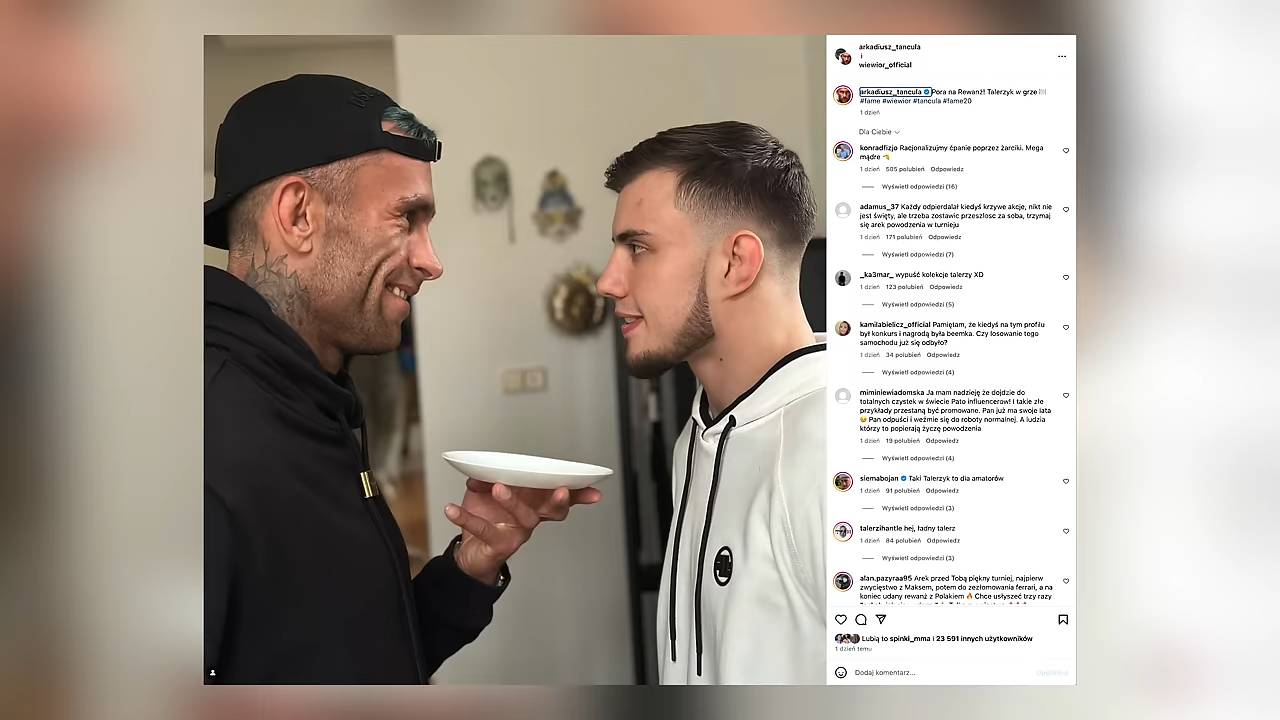 arkadiusz_tancula
i
wiewior_official
arkadiusz_tancula Pora na Rewanż! Talerzyk w grze
#fame #wiewior #tancula #fame20
1 dzień
Dla Ciebie
konradfizjo Racjonalizujmy ćpanie poprzez żarciki. Mega
mądre
1 dzień 505 polubień Odpowiedz
Wyświetl odpowiedzi (16)
adamus_37 Każdy odpierdalał kiedyś krzywe akcje, nikt nie
jest święty, ale trzeba zostawic przeszlosc za soba, trzymaj
się arek powodzenia w turnieju
1 dzień 171 polubień Odpowiedz
Wyświetl odpowiedzi (7)
_ka3mar_ wypuść kolekcje talerzy XD
1 dzień 123 polubień Odpowiedz
Wyświetl odpowiedzi (5)
kamilabielicz_official Pamiętam, że kiedyś na tym profilu
był konkurs i nagrodą była beemka. Czy losowanie tego
samochodu już się odbyło?
1 dzień 34 polubień Odpowiedz
Wyświetl odpowiedzi (4)
miminiewiadomska Ja mam nadzieję że dojdzie do
totalnych czystek w świecie Pato influencerow! I takie złe
przykłady przestaną być promowane. Pan już ma swoje lata
Pan odpuści i weźmie się do roboty normalnej. A ludzia
którzy to popierają życzę powodzenia
1 dzień 19 polubień Odpowiedz
Wyświetl odpowiedzi (4)
siemabojan Taki Talerzyk to dla amatorów
1 dzień 91 polubień Odpowiedz
Wyświetl odpowiedzi (3)
talerzihantle hej, ładny talerz
1 dzień 84 polubień Odpowiedz
Wyświetl odpowiedzi (3)
alan.pazyraa95 Arek przed Tobą piękny turniej, najpierw
zwycięstwo z Maksem, potem do zezłomowania ferrari, a na
koniec udany rewanż z Polakiem 🔥 Chce usłyszeć trzy razy
Lubią to spinki_mma i 23 591 innych użytkowników
1 dzień temu
Dodaj komentarz...
Opublikuj